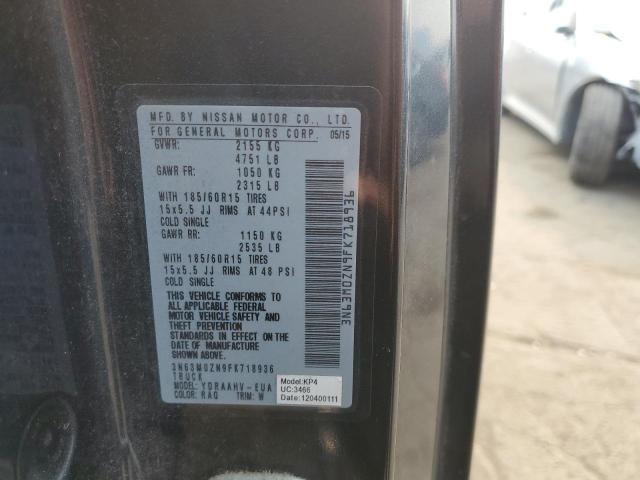 MFD. BY NISSAN MOTOR CO., LTD.
FOR GENERAL MOTORS CORP. 05/15
GVWR: 2155 KG
4751 LB
GAWR FR: 1050 KG
2315 LB
WITH 185/60R15 TIRES
15x5.5 JJ RIMS AT 44PSI
COLD SINGLE
GAWR RR: 1150 KG
2535 LB
WITH 185/60R15 TIRES
15x5.5 JJ RIMS AT 48 PSI
COLD SINGLE
THIS VEHICLE CONFORMS TO
ALL APPLICABLE FEDERAL
MOTOR VEHICLE SAFETY AND
THEFT PREVENTION
STANDARDS IN EFFECT ON
THE DATE OF MANUFACTURE
SHOWN ABOVE.
3N63M0ZN9FK718936
TRUCK
MODEL: YDRAAHV-EUA
COLOR: RAQ TRIM: W
Model:KP4
UC:3466
Date:120400111
3N63M0ZN9FK718936